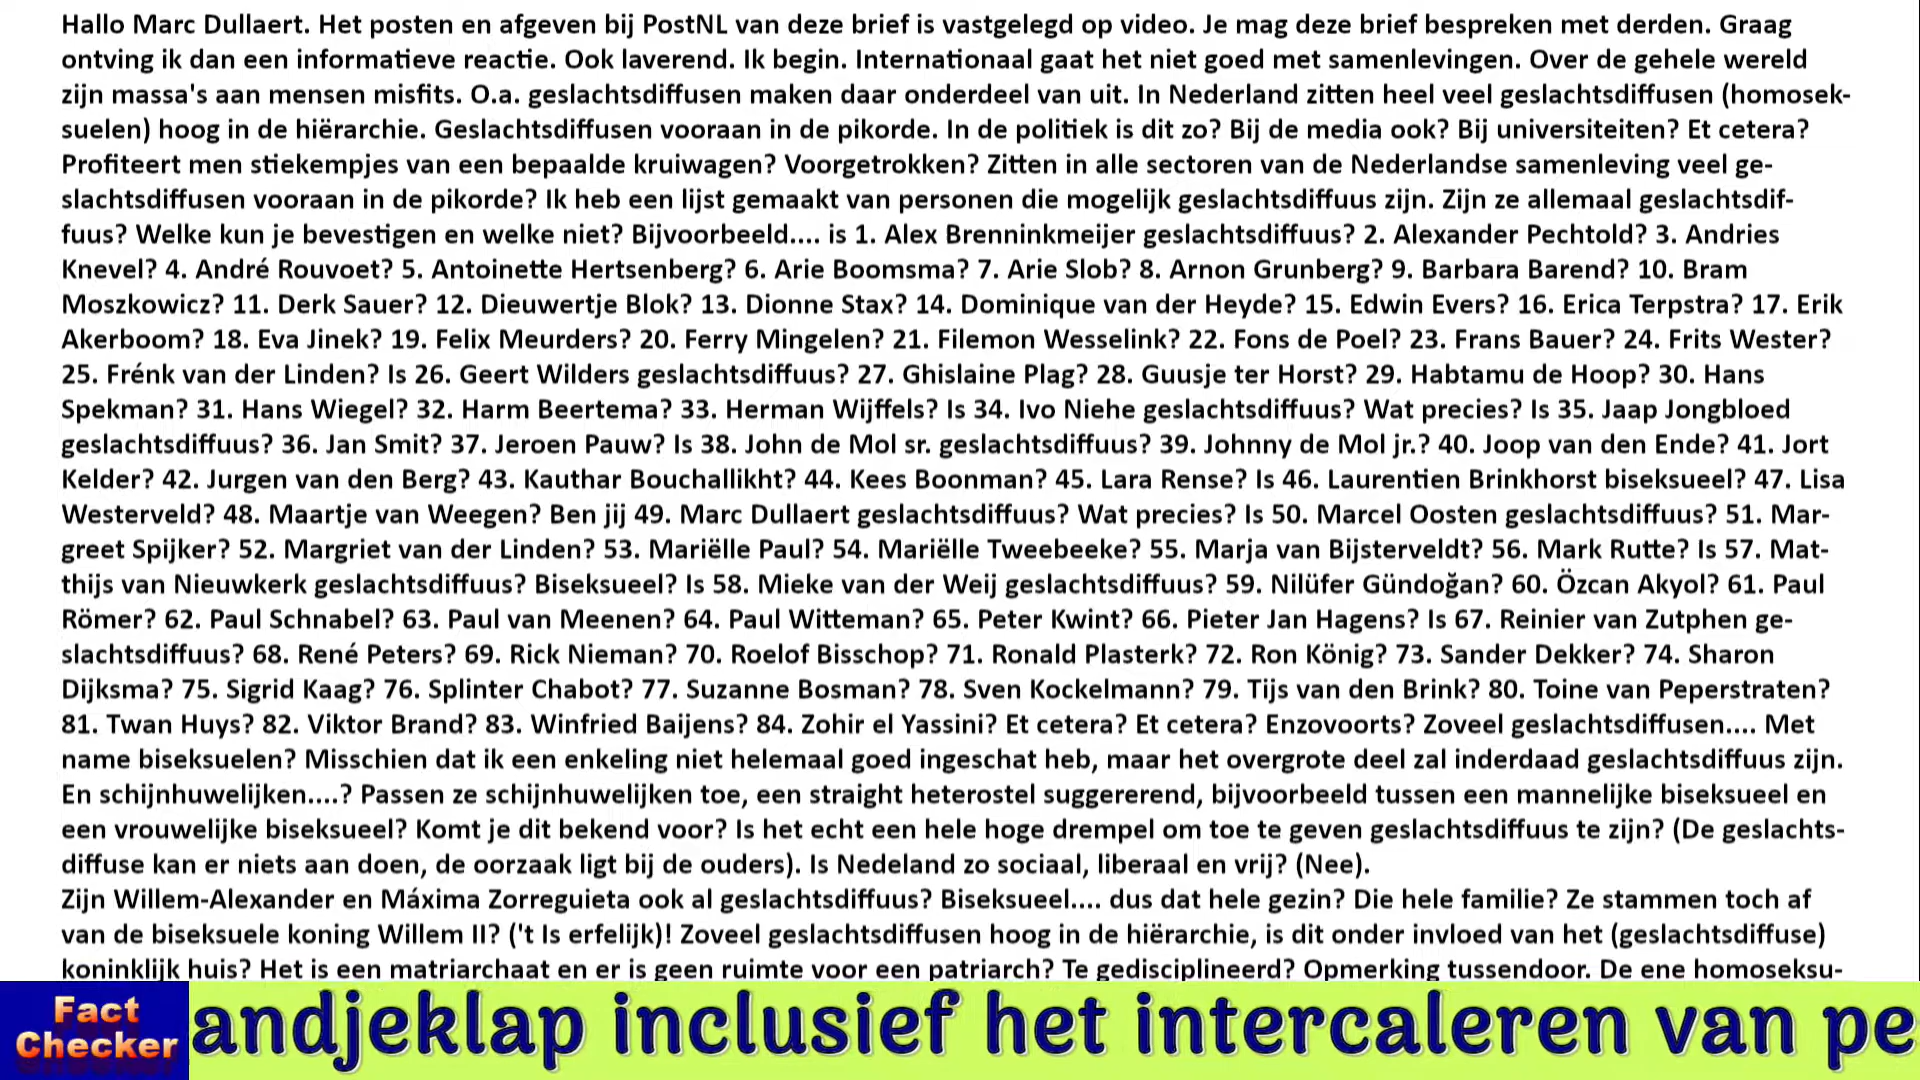 Hallo Marc Dullaert. Het posten en afgeven bij PostNL van deze brief is vastgelegd op video. Je mag deze brief bespreken met derden. Graag
ontving ik dan een informatieve reactie. Ook laverend. Ik begin. Internationaal gaat het niet goed met samenlevingen. Over de gehele wereld
zijn massa's aan mensen misfits. O.a. geslachtsdiffusen maken daar onderdeel van uit. In Nederland zitten heel veel geslachtsdiffusen (homosek-
suelen) hoog in de hiërarchie. Geslachtsdiffusen vooraan in de pikorde. In de politiek is dit zo? Bij de media ook? Bij universiteiten? Et cetera?
Profiteert men stiekempjes van een bepaalde kruiwagen? Voorgetrokken? Zitten in alle sectoren van de Nederlandse samenleving veel ge-
slachtsdiffusen vooraan in de pikorde? Ik heb een lijst gemaakt van personen die mogelijk geslachtsdiffuus zijn. Zijn ze allemaal geslachtsdif-
fuus? Welke kun je bevestigen en welke niet? Bijvoorbeeld.... is 1. Alex Brenninkmeijer geslachtsdiffuus? 2. Alexander Pechtold? 3. Andries
Knevel? 4. André Rouvoet? 5. Antoinette Hertsenberg? 6. Arie Boomsma? 7. Arie Slob? 8. Arnon Grunberg? 9. Barbara Barend? 10. Bram
Moszkowicz? 11. Derk Sauer? 12. Dieuwertje Blok? 13. Dionne Stax? 14. Dominique van der Heyde? 15. Edwin Evers? 16. Erica Terpstra? 17. Erik
Akerboom? 18. Eva Jinek? 19. Felix Meurders? 20. Ferry Mingelen? 21. Filemon Wesselink? 22. Fons de Poel? 23. Frans Bauer? 24. Frits Wester?
25. Frénk van der Linden? Is 26. Geert Wilders geslachtsdiffuus? 27. Ghislaine Plag? 28. Guusje ter Horst? 29. Habtamu de Hoop? 30. Hans
Spekman? 31. Hans Wiegel? 32. Harm Beertema? 33. Herman Wijffels? Is 34. Ivo Niehe geslachtsdiffuus? Wat precies? Is 35. Jaap Jongbloed
geslachtsdiffuus? 36. Jan Smit? 37. Jeroen Pauw? Is 38. John de Mol sr. geslachtsdiffuus? 39. Johnny de Mol jr.? 40. Joop van den Ende? 41. Jort
Kelder? 42. Jurgen van den Berg? 43. Kauthar Bouchallikht? 44. Kees Boonman? 45. Lara Rense? Is 46. Laurentien Brinkhorst biseksueel? 47. Lisa
Westerveld? 48. Maartje van Weegen? Ben jij 49. Marc Dullaert geslachtsdiffuus? Wat precies? Is 50. Marcel Oosten geslachtsdiffuus? 51. Mar-
greet Spijker? 52. Margriet van der Linden? 53. Mariëlle Paul? 54. Mariëlle Tweebeeke? 55. Marja van Bijsterveldt? 56. Mark Rutte? Is 57. Mat-
thijs van Nieuwkerk geslachtsdiffuus? Biseksueel? Is 58. Mieke van der Weij geslachtsdiffuus? 59. Nilüfer Gündoğan? 60. Özcan Akyol? 61. Paul
Römer? 62. Paul Schnabel? 63. Paul van Meenen? 64. Paul Witteman? 65. Peter Kwint? 66. Pieter Jan Hagens? Is 67. Reinier van Zutphen ge-
slachtsdiffuus? 68. René Peters? 69. Rick Nieman? 70. Roelof Bisschop? 71. Ronald Plasterk? 72. Ron König? 73. Sander Dekker? 74. Sharon
Dijksma? 75. Sigrid Kaag? 76. Splinter Chabot? 77. Suzanne Bosman? 78. Sven Kockelmann? 79. Tijs van den Brink? 80. Toine van Peperstraten?
81. Twan Huys? 82. Viktor Brand? 83. Winfried Baijens? 84. Zohir el Yassini? Et cetera? Et cetera? Enzovoorts? Zoveel geslachtsdiffusen.... Met
name biseksuelen? Misschien dat ik een enkeling niet helemaal goed ingeschat heb, maar het overgrote deel zal inderdaad geslachtsdiffuus zijn.
En schijnhuwelijken....? Passen ze schijnhuwelijken toe, een straight heterostel suggererend, bijvoorbeeld tussen een mannelijke biseksueel en
een vrouwelijke biseksueel? Komt je dit bekend voor? Is het echt een hele hoge drempel om toe te geven geslachtsdiffuus te zijn? (De geslachts-
diffuse kan er niets aan doen, de oorzaak ligt bij de ouders). Is Nedeland zo sociaal, liberaal en vrij? (Nee).
Zijn Willem-Alexander en Máxima Zorreguieta ook al geslachtsdiffuus? Biseksueel.... dus dat hele gezin? Die hele familie? Ze stammen toch af
van de biseksuele koning Willem II? ('t Is erfelijk)! Zoveel geslachtsdiffusen hoog in de hiërarchie, is dit onder invloed van het (geslachtsdiffuse)
koninklijk huis? Het is een matriarchaat en er is geen ruimte voor een patriarch? Te gedisciplineerd? Opmerking tussendoor. De ene homoseksu-
Fact
Checker
andjeklap inclusief het intercaleren van pe